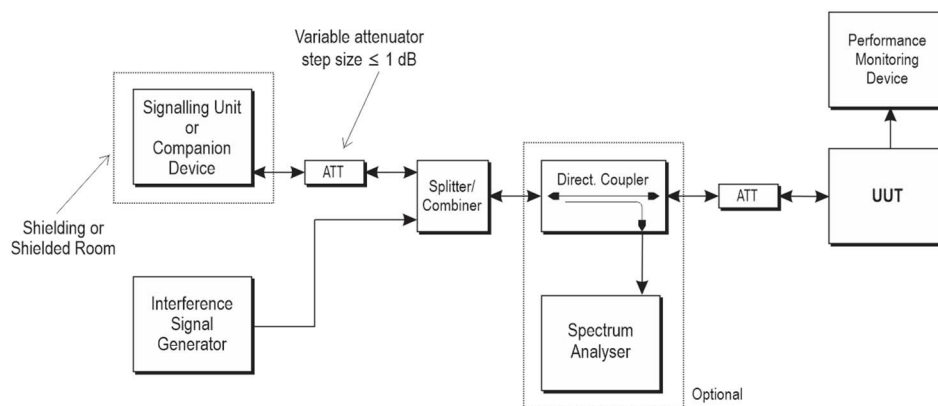 Variable attenuator
step size ≤ 1 dB
Performance
Monitoring
Device
Signalling Unit
or
Companion
Device
ATT
Splitter/
Combiner
Direct. Coupler
ATT
UUT
Shielding or
Shielded Room
Interference
Signal
Generator
Spectrum
Analyser
Optional